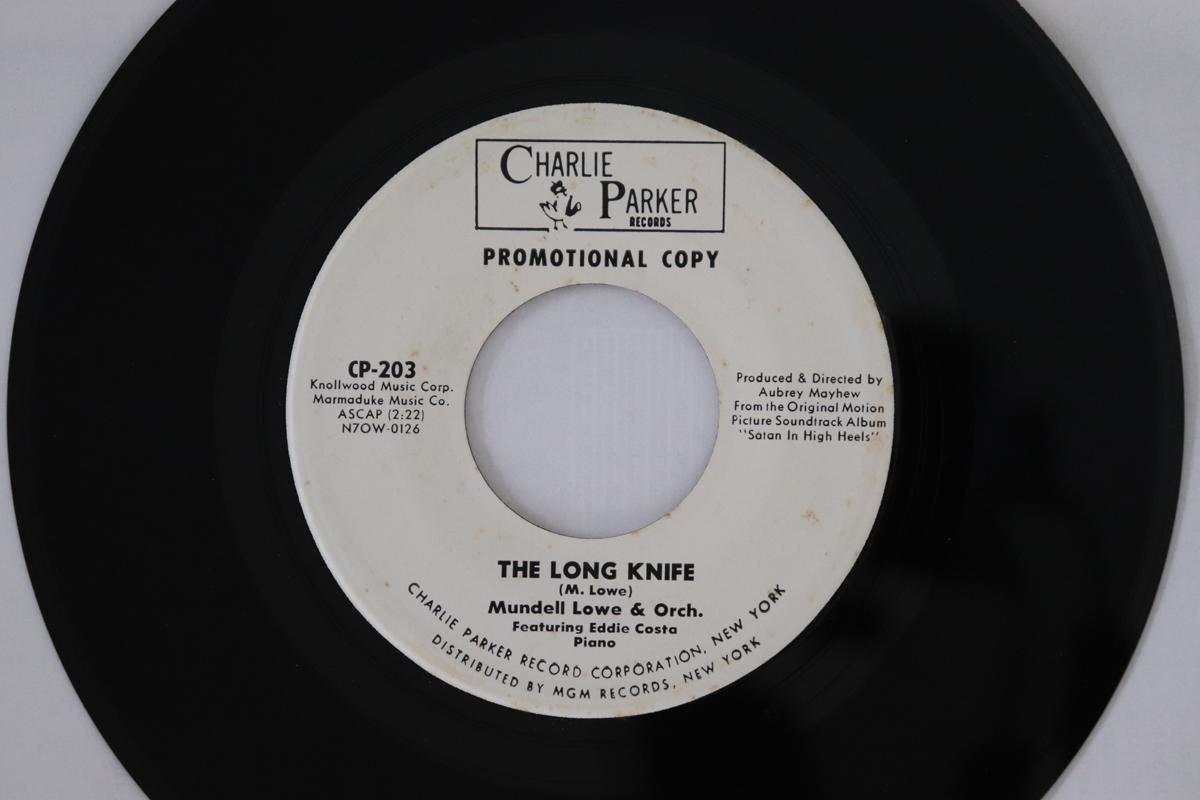 CHARLIE
PARKER
RECORDS
PROMOTIONAL COPY
CP-203
Knollwood Music Corp.
Marmaduke Music Co.
ASCAP (2:22)
N7OW-0126
Produced & Directed by
Aubrey Mayhew
From the Original Motion
Picture Soundtrack Album
"Satan In High Heels"
THE LONG KNIFE
(M. Lowe)
Mundell Lowe & Orch.
Featuring Eddie Costa
Piano
CHARLIE PARKER RECORD CORPORATION, NEW YORK
DISTRIBUTED BY MGM RECORDS, NEW YORK